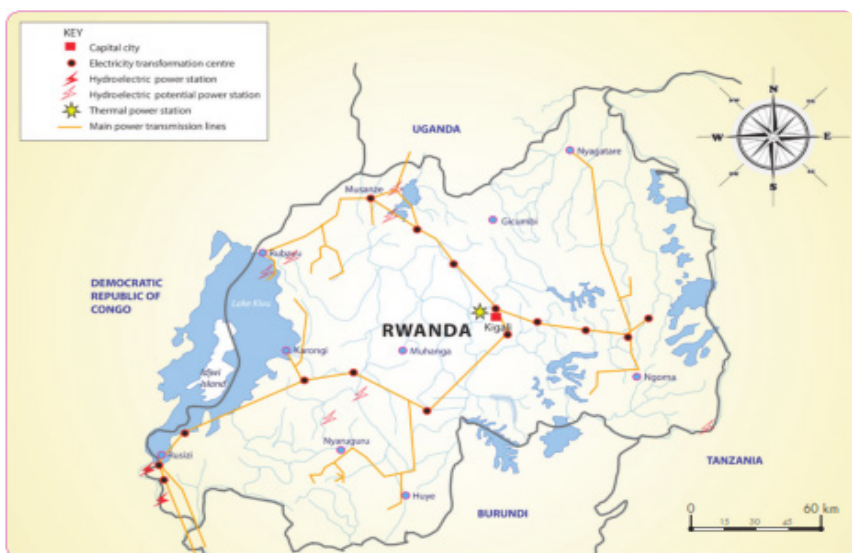 KEY
Capital city
Electricity transformation centre
Hydroelectric power station
Hydroelectric potential power station
Thermal power station
Main power transmission lines
UGANDA
N
W
E
S
Nyagatare
Musanze
Gicumbi
Rubavu
DEMOCRATIC
REPUBLIC OF
CONGO
Lake Kivu
RWANDA
Kigali
Karongi
Muhanga
Idjwi
Island
Ngoma
Nyaruguru
Rusizi
TANZANIA
Huye
BURUNDI
0
60 km
15
30
45